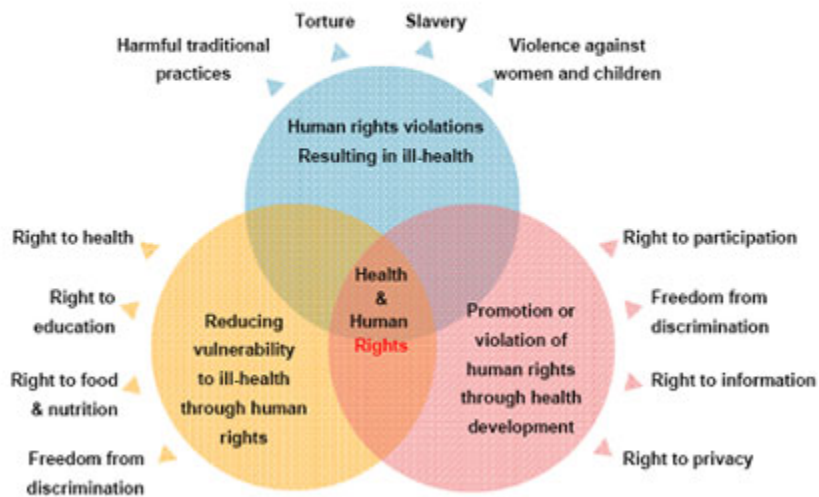 Torture
Slavery
Harmful traditional
practices
Violence against
women and children
Human rights violations
Resulting in ill-health
Right to health
Right to
education
Right to food
& nutrition
Freedom from
discrimination
Reducing
vulnerability
to ill-health
through human
rights
Health
&
Human
Rights
Promotion or
violation of
human rights
through health
development
Right to participation
Freedom from
discrimination
Right to information
Right to privacy